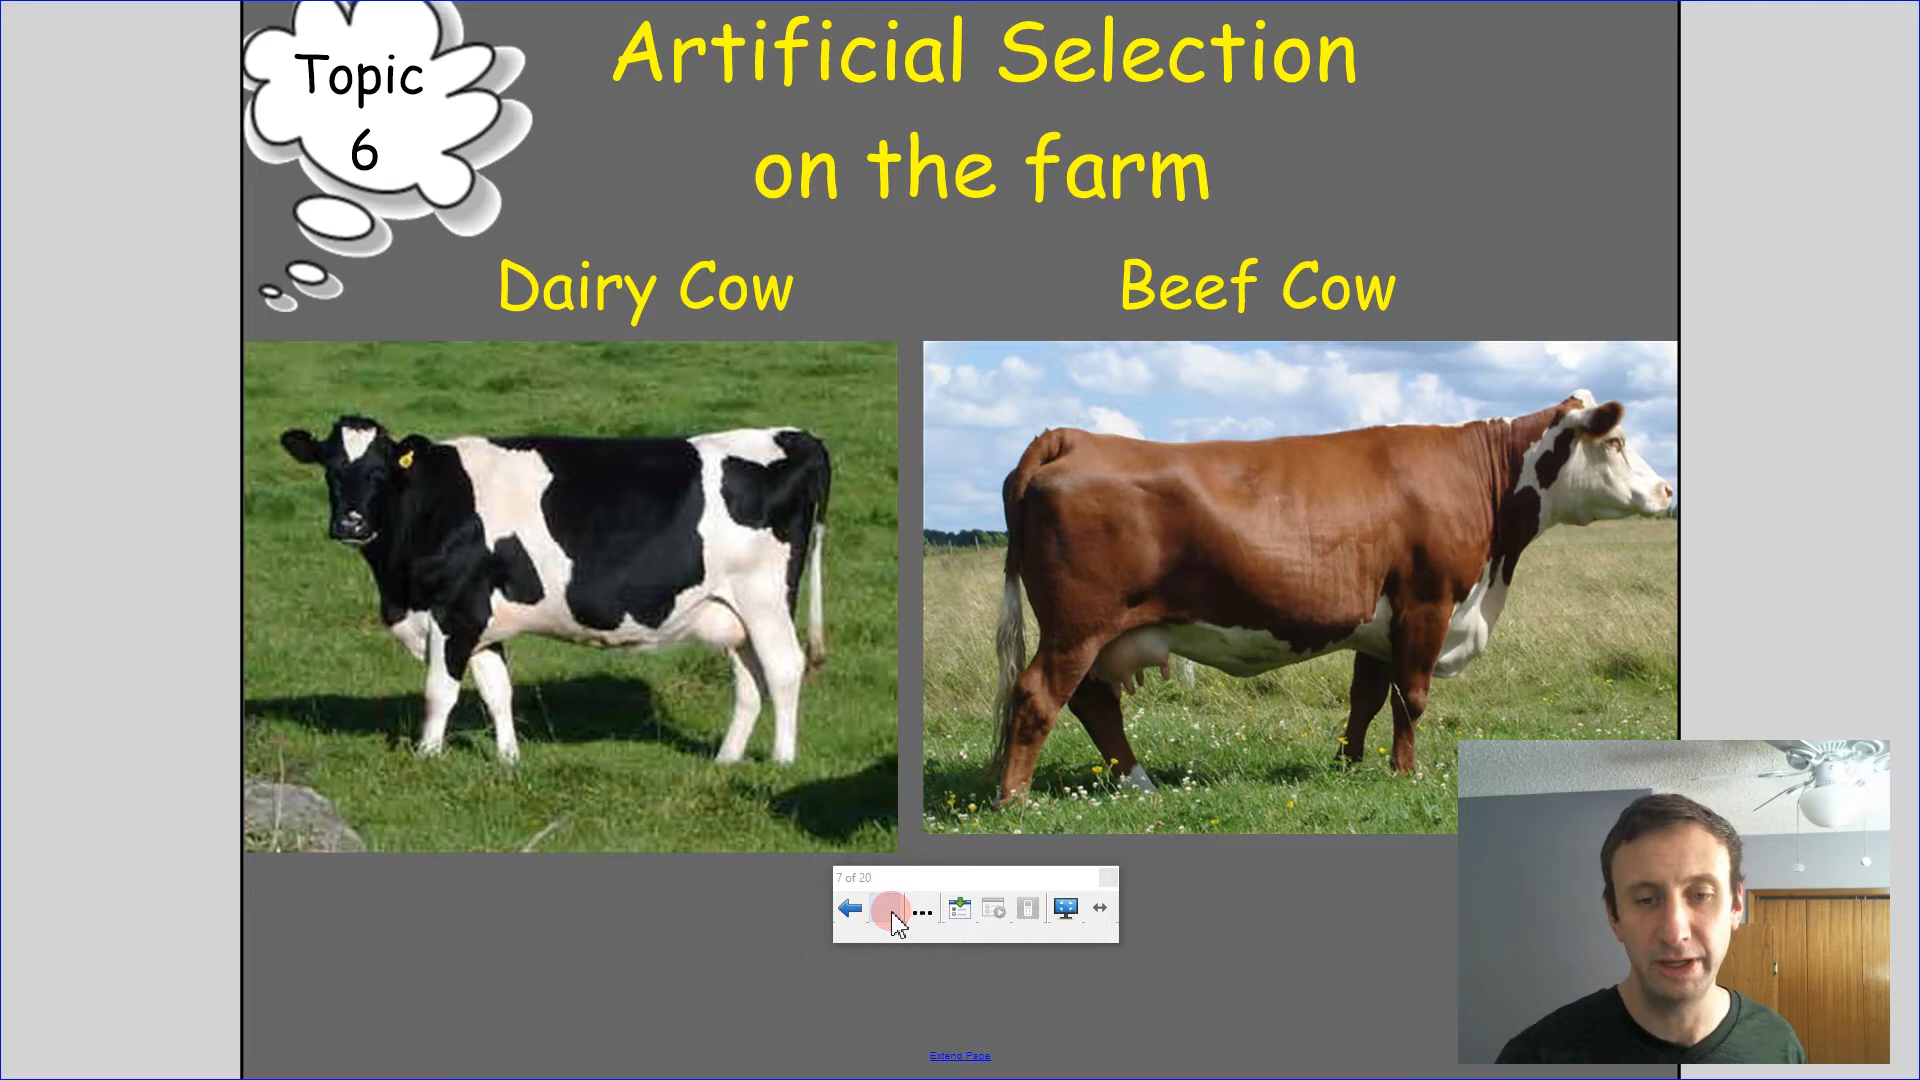 Topic
6
Artificial Selection
on the farm
Dairy Cow
Beef Cow
7 of 20
Extend Page